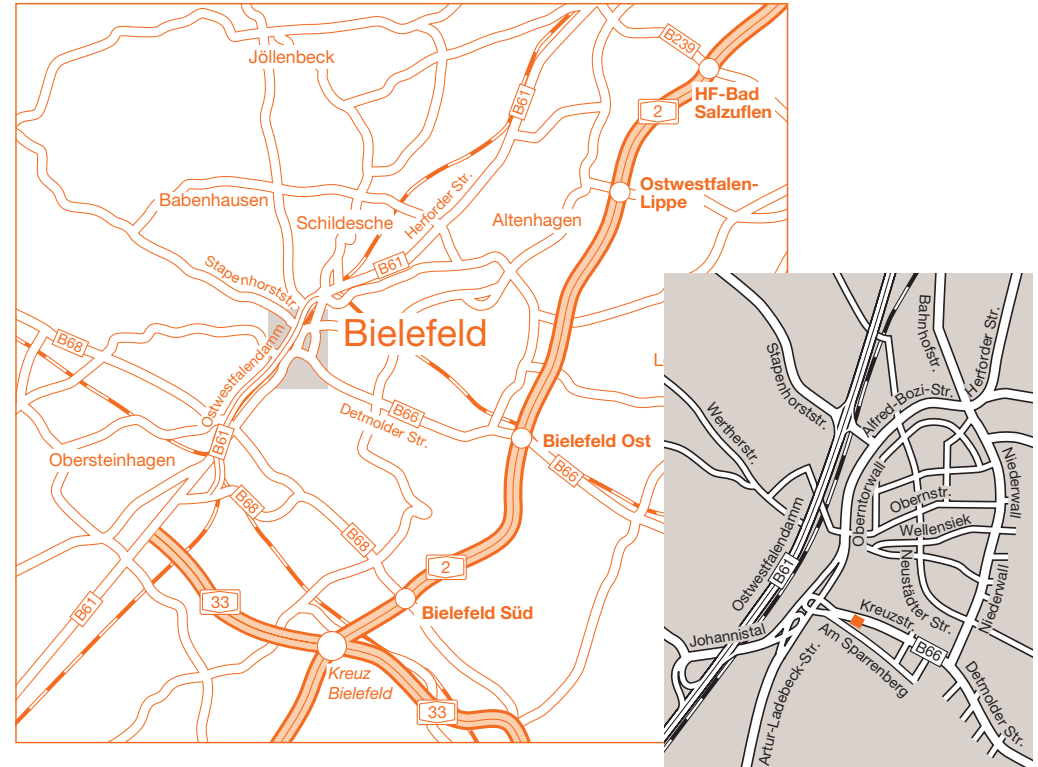 Jöllenbeck
B239
HF-Bad
Salzuflen
2
B61
Ostwestfalen-
Lippe
Babenhausen
Schildesche
Herforder Str.
Altenhagen
B61
Stapenhorststr.
Bielefeld
B68
Ostwestfalendamm
L
B66
Detmolder Str.
Bielefeld Ost
B61
Obersteinhagen
B66
B68
B68
2
33
Bielefeld Süd
B61
Kreuz
Bielefeld
33
Bahnhofstr.
Herforder Str.
Stapenhorststr.
Alfred-Bozi-Str.
Wertherstr.
Niederwall
Oberntorwall
Obernstr.
Wellensiek
Ostwestfalendamm
B61
Neustädter Str.
Niederwall
Kreuzstr.
Johannistal
Am Sparrenberg
B66
Artur-Ladebeck-Str.
Detmolder Str.